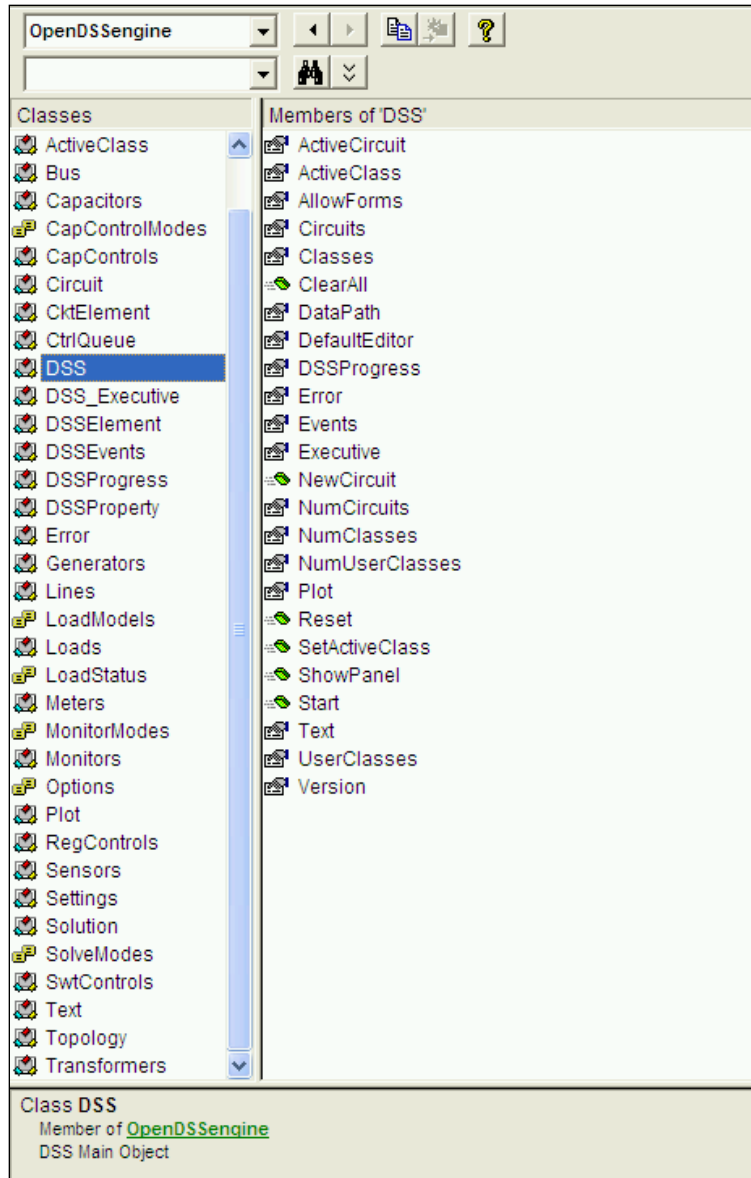 OpenDSSengine
Classes
ActiveClass
Bus
Capacitors
CapControlModes
CapControls
Circuit
CktElement
CtrlQueue
DSS
DSS_Executive
DSSElement
DSSEvents
DSSProgress
DSSProperty
Error
Generators
Lines
LoadModels
Loads
LoadStatus
Meters
MonitorModes
Monitors
Options
Plot
RegControls
Sensors
Settings
Solution
SolveModes
SwtControls
Text
Topology
Transformers
Members of 'DSS'
ActiveCircuit
ActiveClass
AllowForms
Circuits
Classes
ClearAll
DataPath
DefaultEditor
DSSProgress
Error
Events
Executive
NewCircuit
NumCircuits
NumClasses
NumUserClasses
Plot
Reset
SetActiveClass
ShowPanel
Start
Text
UserClasses
Version
Class DSS
Member of OpenDSSengine
DSS Main Object